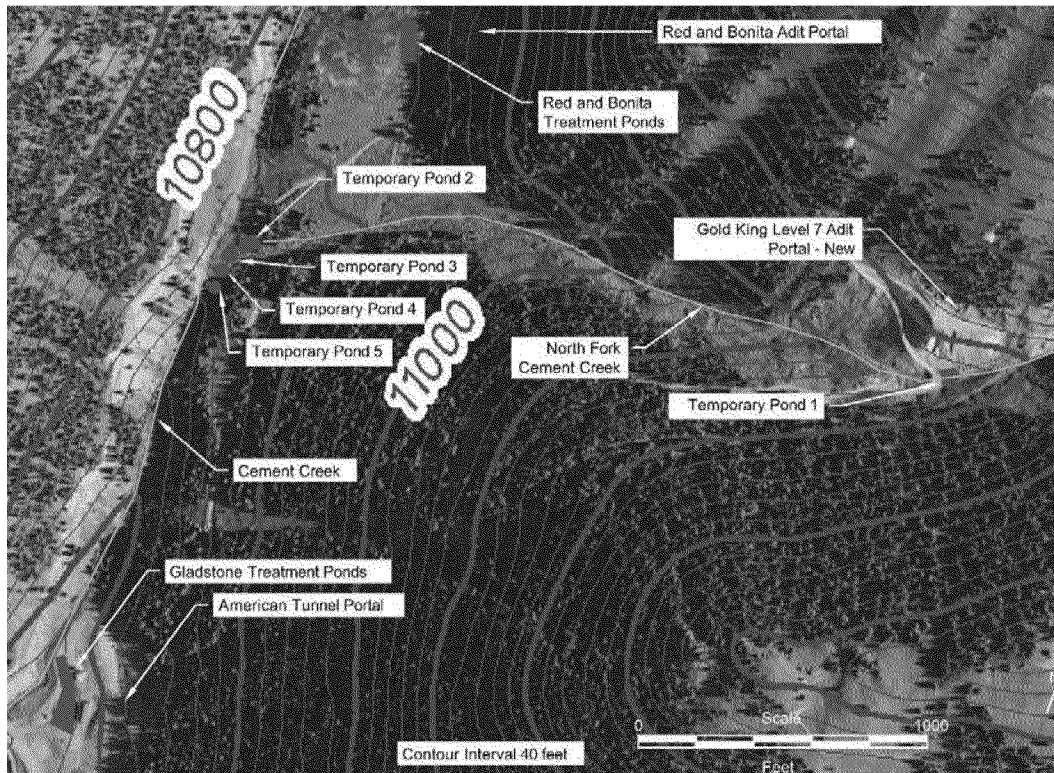 Red and Bonita Adit Portal
Red and Bonita
Treatment Ponds
10800
Temporary Pond 2
Gold King Level 7 Adit
Portal - New
Temporary Pond 3
Temporary Pond 4
11000
Temporary Pond 5
North Fork
Cement Creek
Temporary Pond 1
Cement Creek
Gladstone Treatment Ponds
American Tunnel Portal
0 Scale 1000
Feet
Contour Interval 40 feet